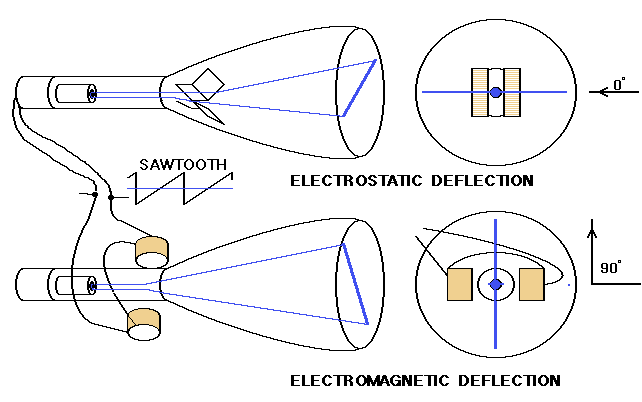 0°
SAWTOOTH
ELECTROSTATIC DEFLECTION
90°
ELECTROMAGNETIC DEFLECTION